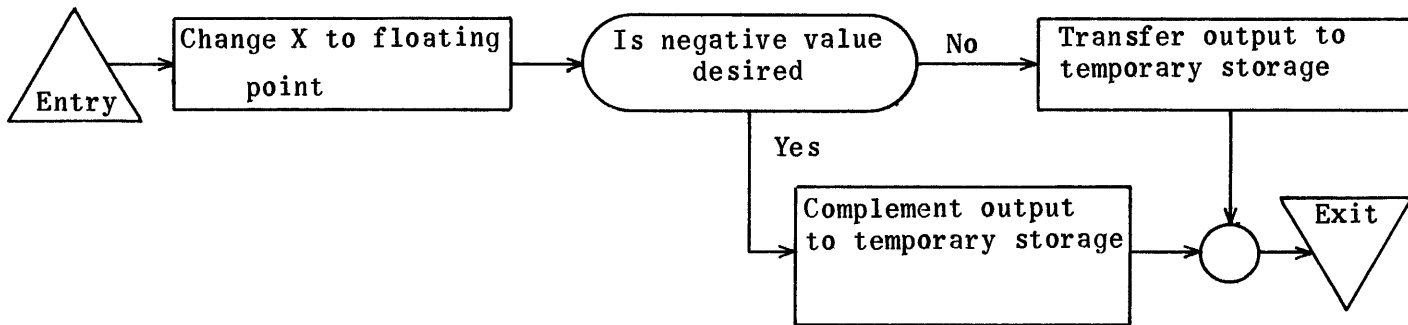 Entry
Change X to floating
point
Is negative value
desired
No
Transfer output to
temporary storage
Yes
Complement output
to temporary storage
Exit